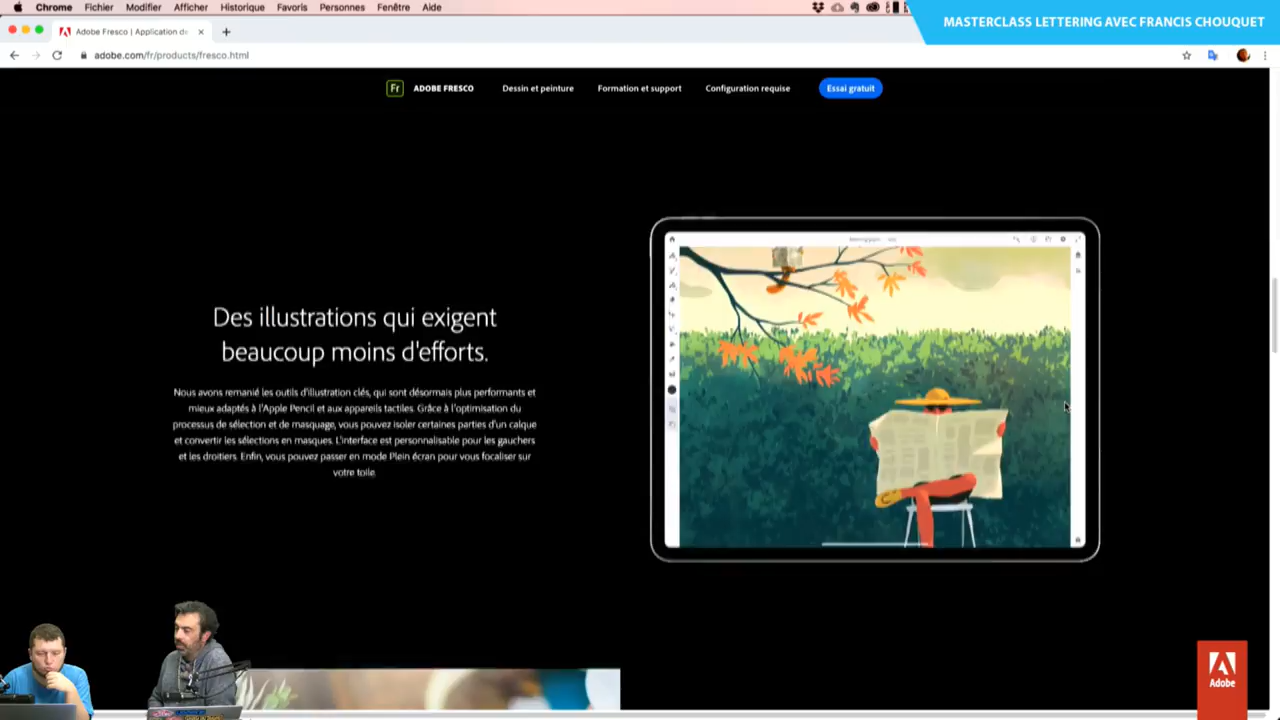 Chrome Fichier Modifier Afficher Historique Favoris Personnes Fenêtre Aide
MASTERCLASS LETTERING AVEC FRANCIS CHOUQUET
Adobe Fresco | Application de
adobe.com/fr/products/fresco.html
Fr ADOBE FRESCO Dessin et peinture Formation et support Configuration requise Essai gratuit
Des illustrations qui exigent
beaucoup moins d'efforts.
Nous avons remanié les outils d'illustration clés, qui sont désormais plus performants et
mieux adaptés à l'Apple Pencil et aux appareils tactiles. Grâce à l'optimisation du
processus de sélection et de masquage, vous pouvez isoler certaines parties d'un calque
et convertir les sélections en masques. L'interface est personnalisable pour les gauchers
et les droitiers. Enfin, vous pouvez passer en mode Plein écran pour vous focaliser sur
votre toile.
Adobe